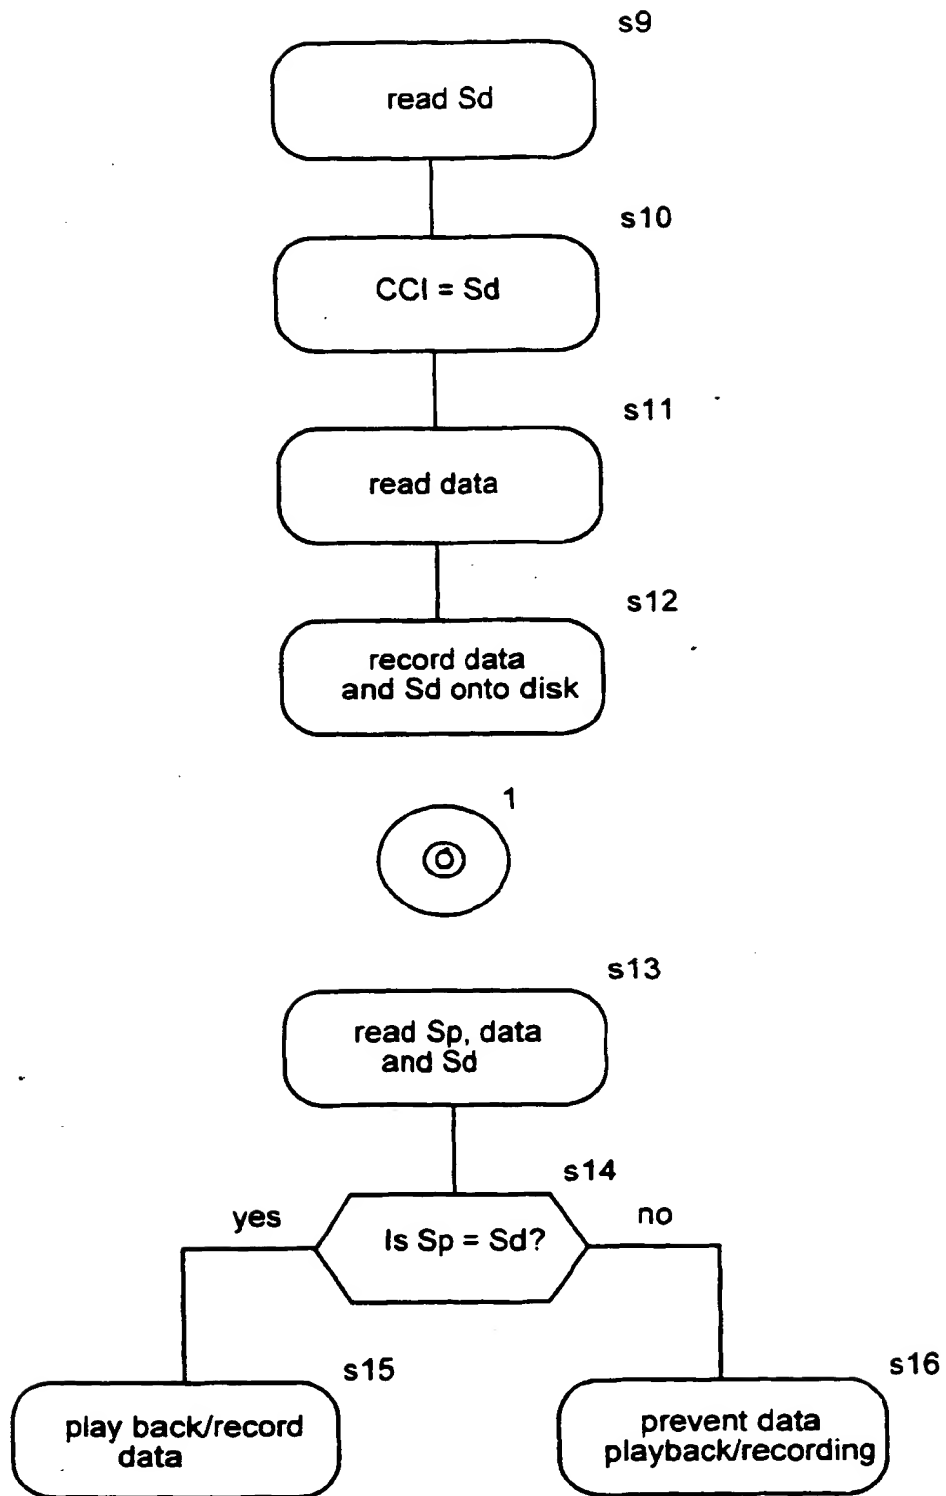 s9
read Sd
s10
CCI = Sd
s11
read data
s12
record data
and Sd onto disk
1
s13
read Sp, data
and Sd
s14
yes
Is Sp = Sd?
no
s15
s16
play back/record
data
prevent data
playback/recording